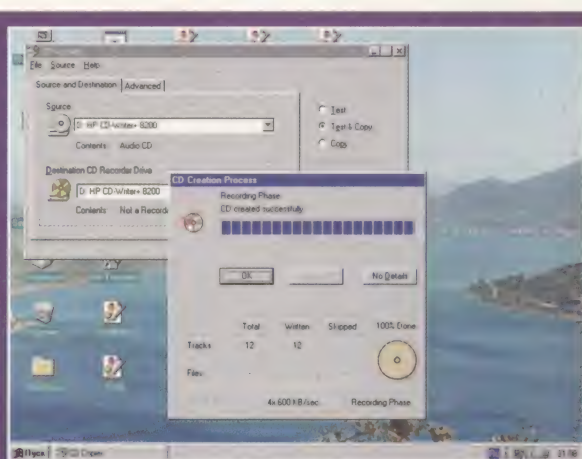 File Source Help
Source and Destination Advanced
Source
D: HP CD-Writer+ 8200
Contents: Audio CD
Test
Test & Copy
Copy
Destination CD Recorder Drive
D: HP CD-Writer+ 8200
Contents: Not a Recorda
CD Creation Process
Recording Phase
CD created successfully
OK
No Details
Total Written Skipped 100% Done
Tracks: 12 12
Files: - -
4x 600 KB/sec Recording Phase
Пуск CD Copier